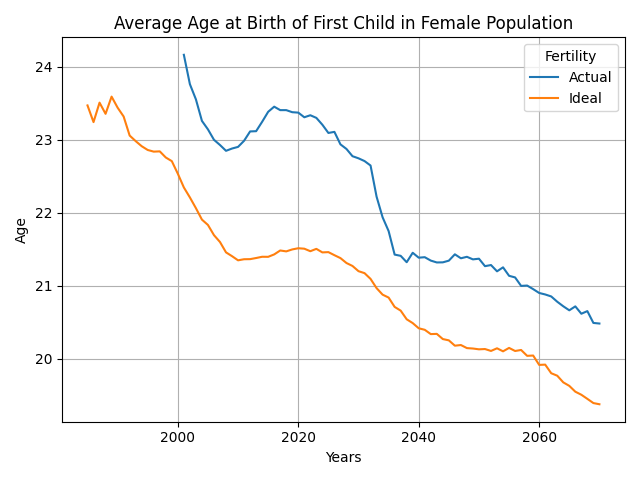 Average Age at Birth of First Child in Female Population
Fertility
Actual
Ideal
Age
24
23
22
21
20
2000
2020
2040
2060
Years